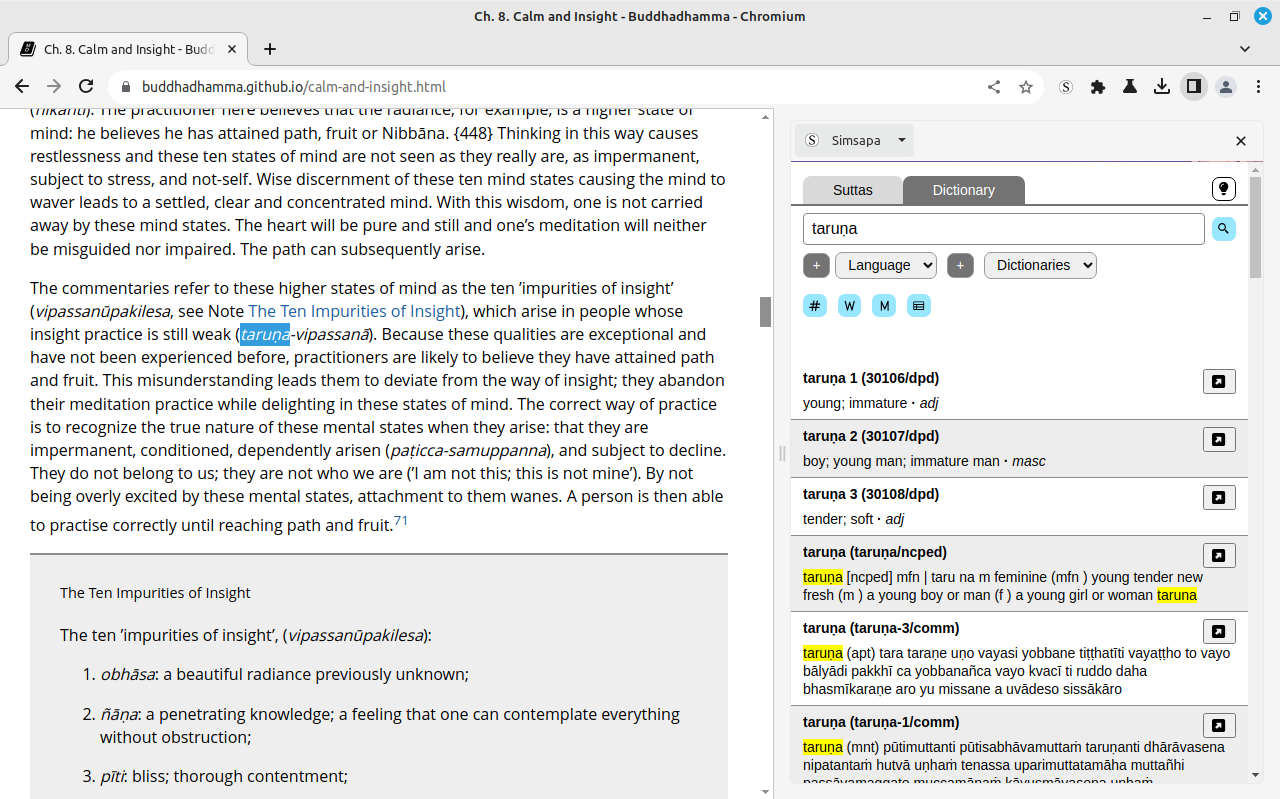 Ch. 8. Calm and Insight - Buddhadhamma - Chromium
Ch. 8. Calm and Insight - Budd
buddhadhamma.github.io/calm-and-insight.html
(nikanti). The practitioner here believes that the radiance, for example, is a higher state of
mind: he believes he has attained path, fruit or Nibbāna. {448} Thinking in this way causes
restlessness and these ten states of mind are not seen as they really are, as impermanent,
subject to stress, and not-self. Wise discernment of these ten mind states causing the mind to
waver leads to a settled, clear and concentrated mind. With this wisdom, one is not carried
away by these mind states. The heart will be pure and still and one’s meditation will neither
be misguided nor impaired. The path can subsequently arise.
The commentaries refer to these higher states of mind as the ten ’impurities of insight’
(vipassanūpakilesa, see Note The Ten Impurities of Insight), which arise in people whose
insight practice is still weak (taruṇa-vipassanā). Because these qualities are exceptional and
have not been experienced before, practitioners are likely to believe they have attained path
and fruit. This misunderstanding leads them to deviate from the way of insight; they abandon
their meditation practice while delighting in these states of mind. The correct way of practice
is to recognize the true nature of these mental states when they arise: that they are
impermanent, conditioned, dependently arisen (paṭicca-samuppanna), and subject to decline.
They do not belong to us; they are not who we are (’I am not this; this is not mine’). By not
being overly excited by these mental states, attachment to them wanes. A person is then able
to practise correctly until reaching path and fruit.71
The Ten Impurities of Insight
The ten ’impurities of insight’, (vipassanūpakilesa):
1. obhāsa: a beautiful radiance previously unknown;
2. ñāṇa: a penetrating knowledge; a feeling that one can contemplate everything
without obstruction;
3. pīti: bliss; thorough contentment;
S Simsapa
Suttas Dictionary
taruṇa
+ Language + Dictionaries
# W M
taruṇa 1 (30106/dpd)
young; immature · adj
taruṇa 2 (30107/dpd)
boy; young man; immature man · masc
taruṇa 3 (30108/dpd)
tender; soft · adj
taruṇa (taruṇa/ncped)
taruṇa [ncped] mfn | taru na m feminine (mfn ) young tender new
fresh (m ) a young boy or man (f ) a young girl or woman taruna
taruṇa (taruṇa-3/comm)
taruṇa (apt) tara taraṇe uṇo vayasi yobbane tiṭṭhatīti vayaṭṭho to vayo
bālyādi pakkhī ca yobbanañca vayo kvacī ti ruddo daha
bhasmīkaraṇe aro yu missane a uvādeso sissākāro
taruṇa (taruṇa-1/comm)
taruṇa (mnt) pūtimuttanti pūtisabhāvamuttaṁ taruṇanti dhārāvasena
nipatantaṁ hutvā uṇhaṁ tenassa uparimuttatamāha muttañhi